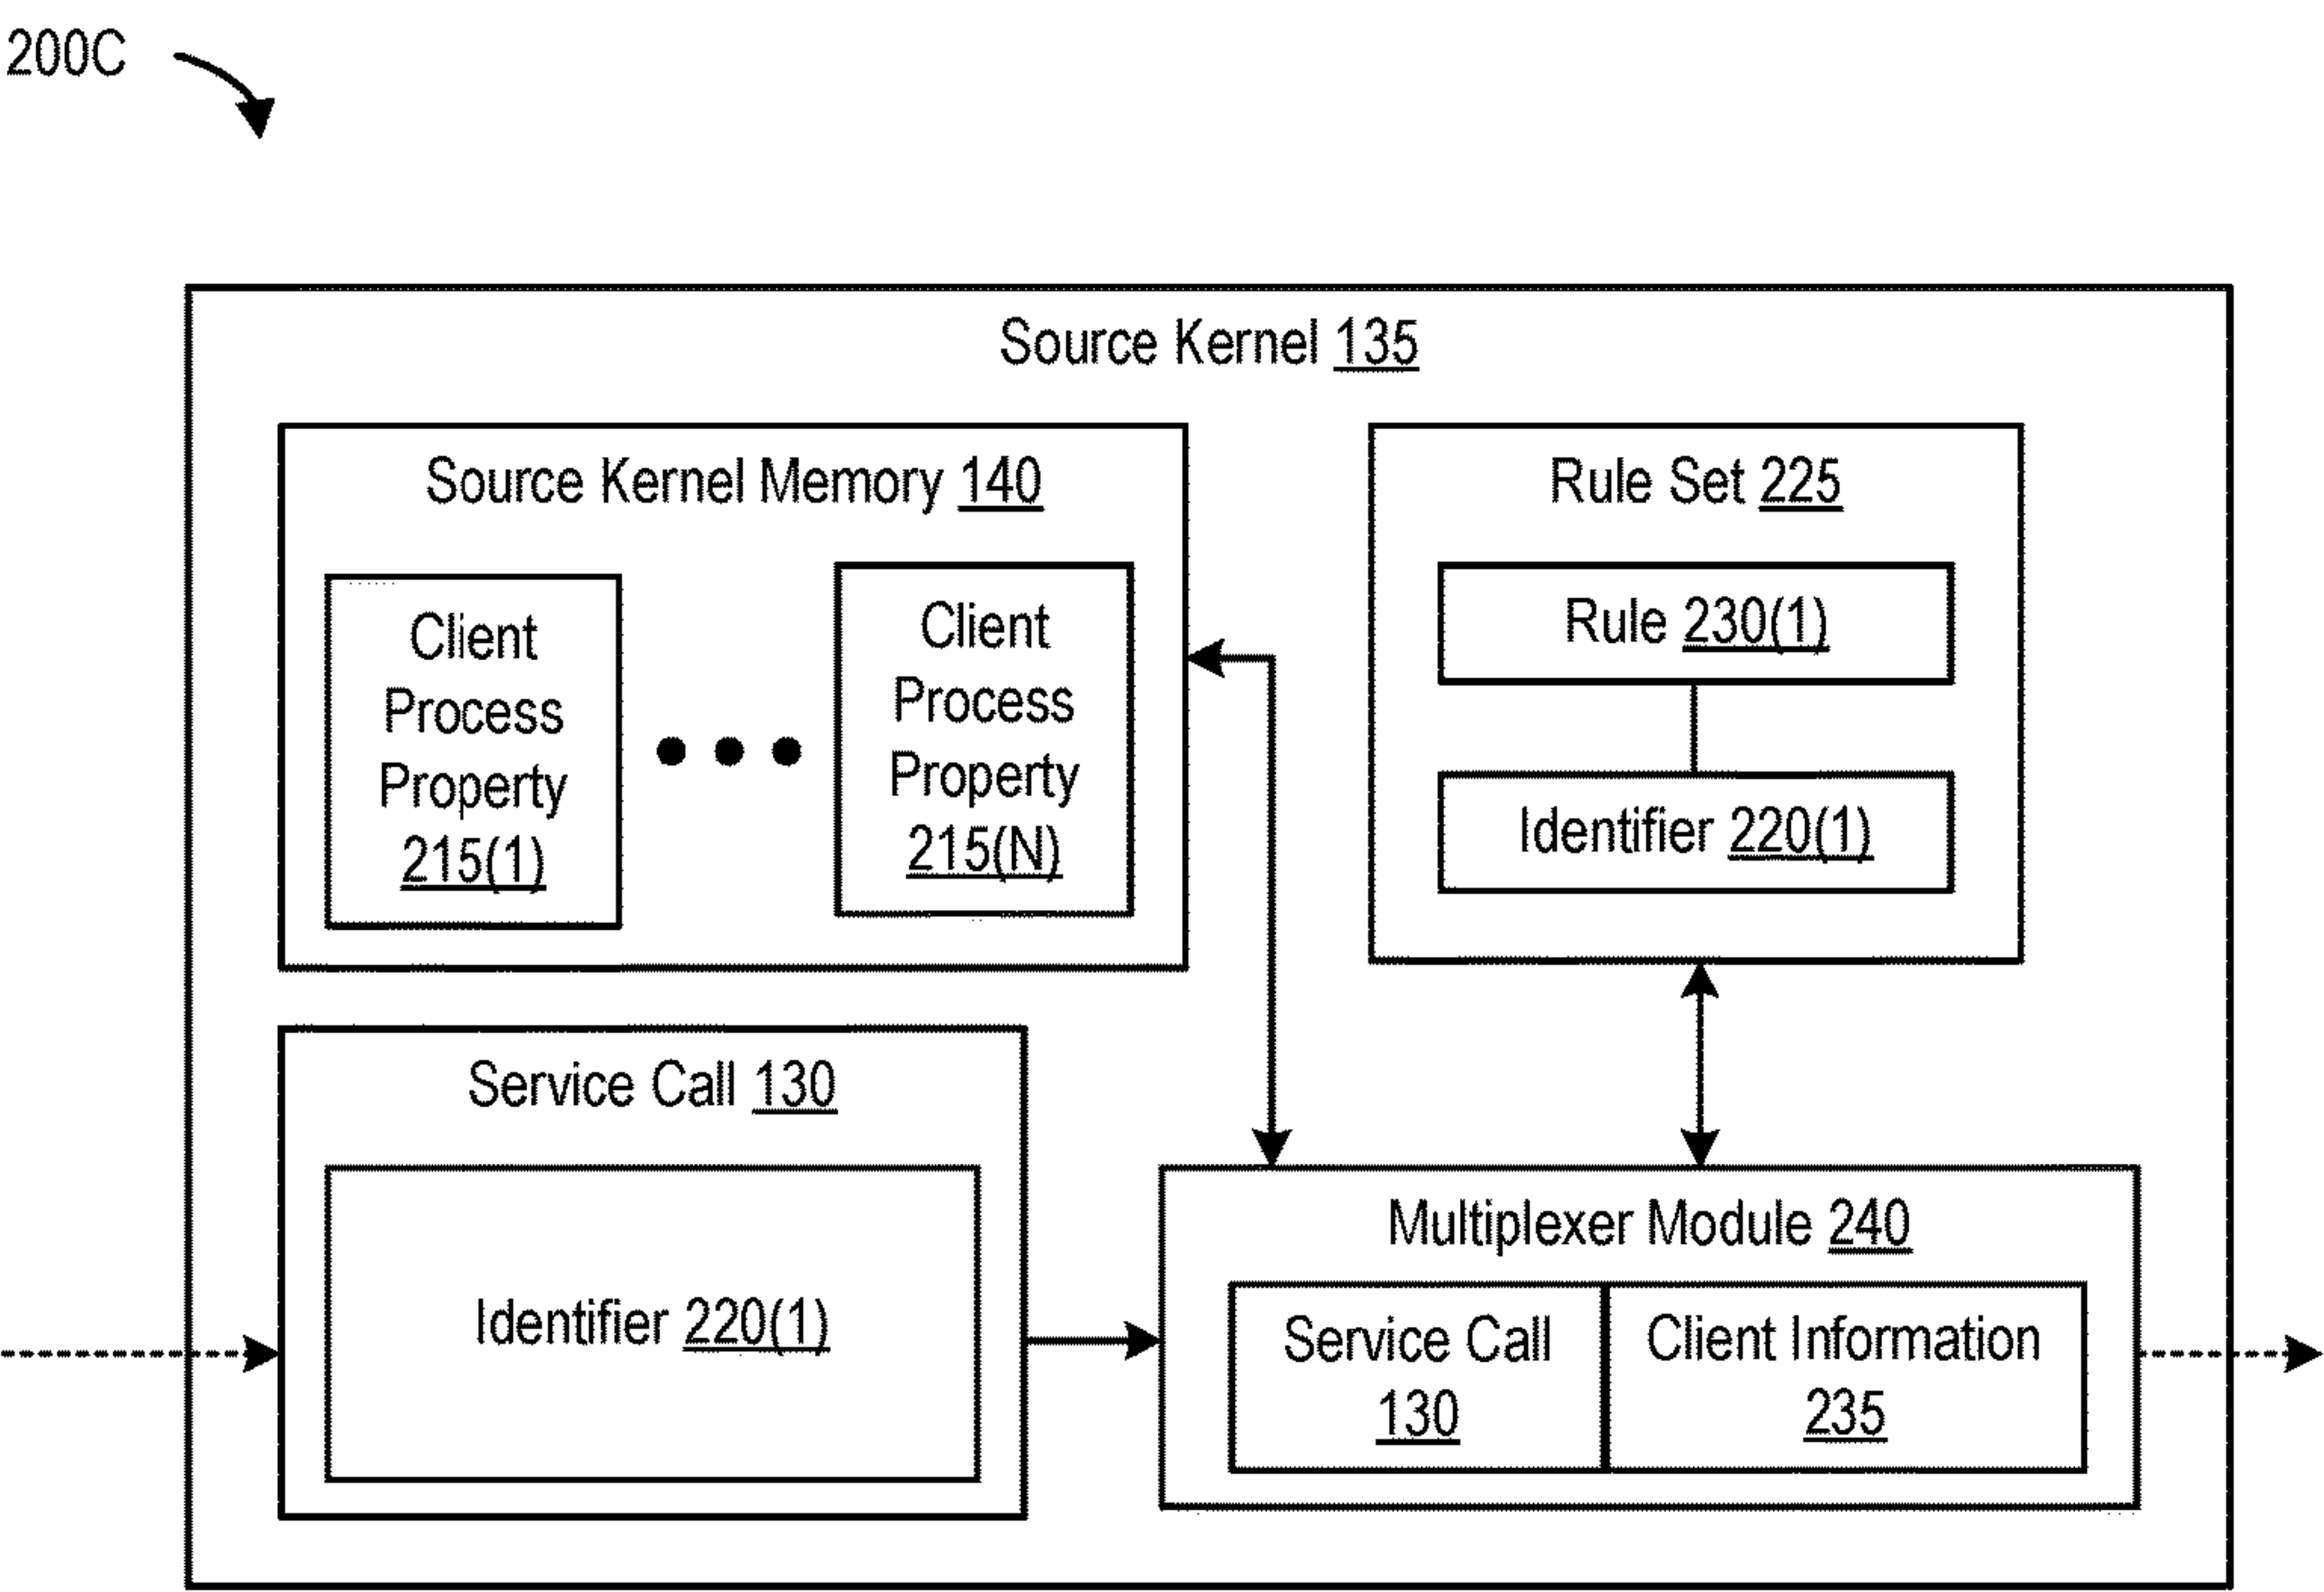 200C
Source Kernel 135
Source Kernel Memory 140
Client
Process
Property
215(1)
Client
Process
Property
215(N)
Rule Set 225
Rule 230(1)
Identifier 220(1)
Service Call 130
Identifier 220(1)
Multiplexer Module 240
Service Call
130
Client Information
235